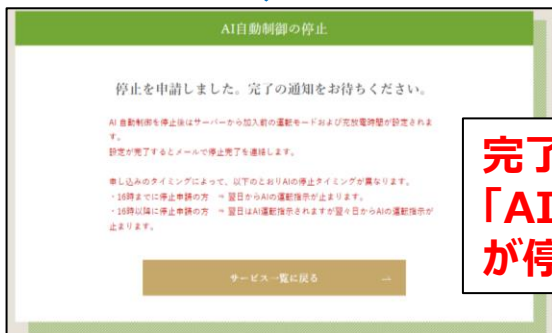 AI自動制御の停止
停止を申請しました。完了の通知をお待ちください。
AI 自動制御を停止後はサーバーから加入前の運転モードおよび充放電時間が設定されま
す。
設定が完了するとメールで停止完了を連絡します。
申し込みのタイミングによって、以下のとおりAIの停止タイミングが異なります。
・16時までに停止申請の方 ⇒ 翌日からAIの運転指示が止まります。
・16時以降に停止申請の方 ⇒ 翌日はAI運転指示されますが翌々日からAIの運転指示が
止まります。
サービス一覧に戻る →
完了
「AI
が停